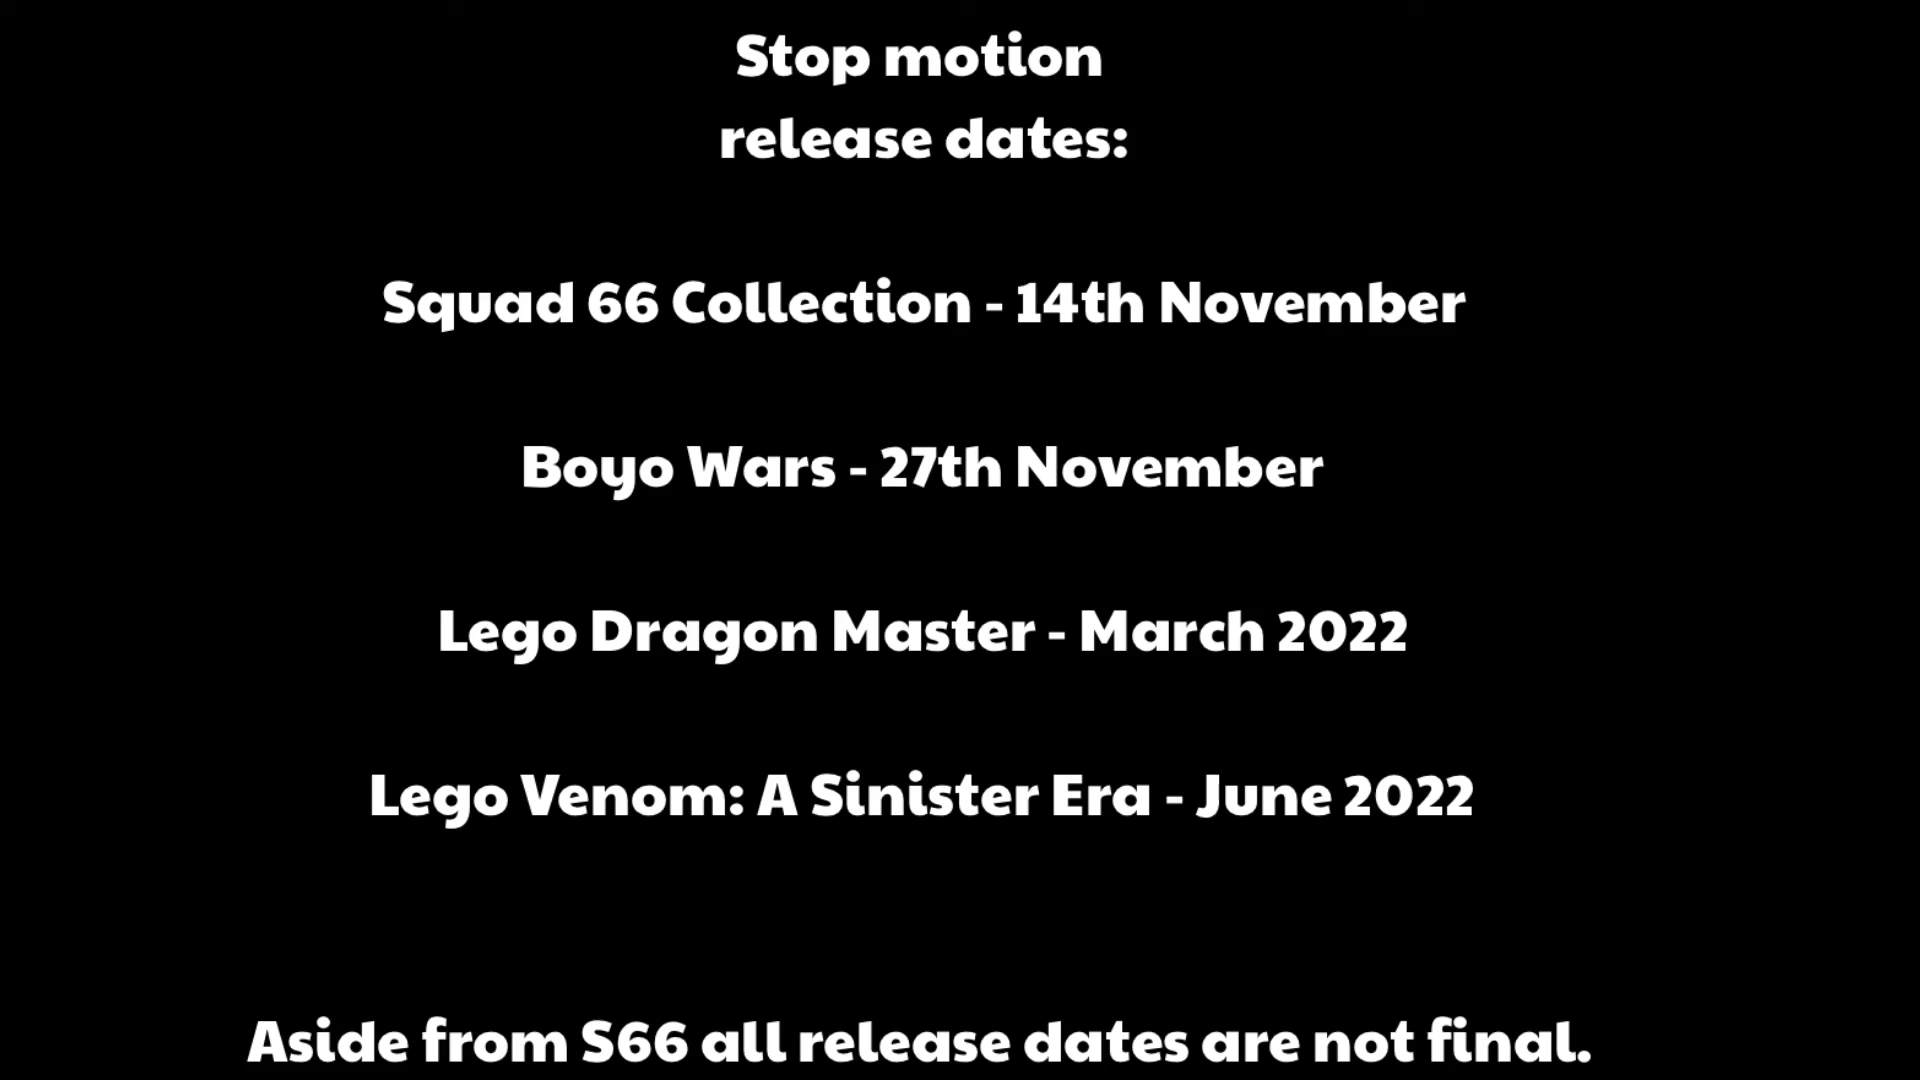 Stop motion
release dates:
Squad 66 Collection - 14th November
Boyo Wars - 27th November
Lego Dragon Master - March 2022
Lego Venom: A Sinister Era - June 2022
Aside from S66 all release dates are not final.